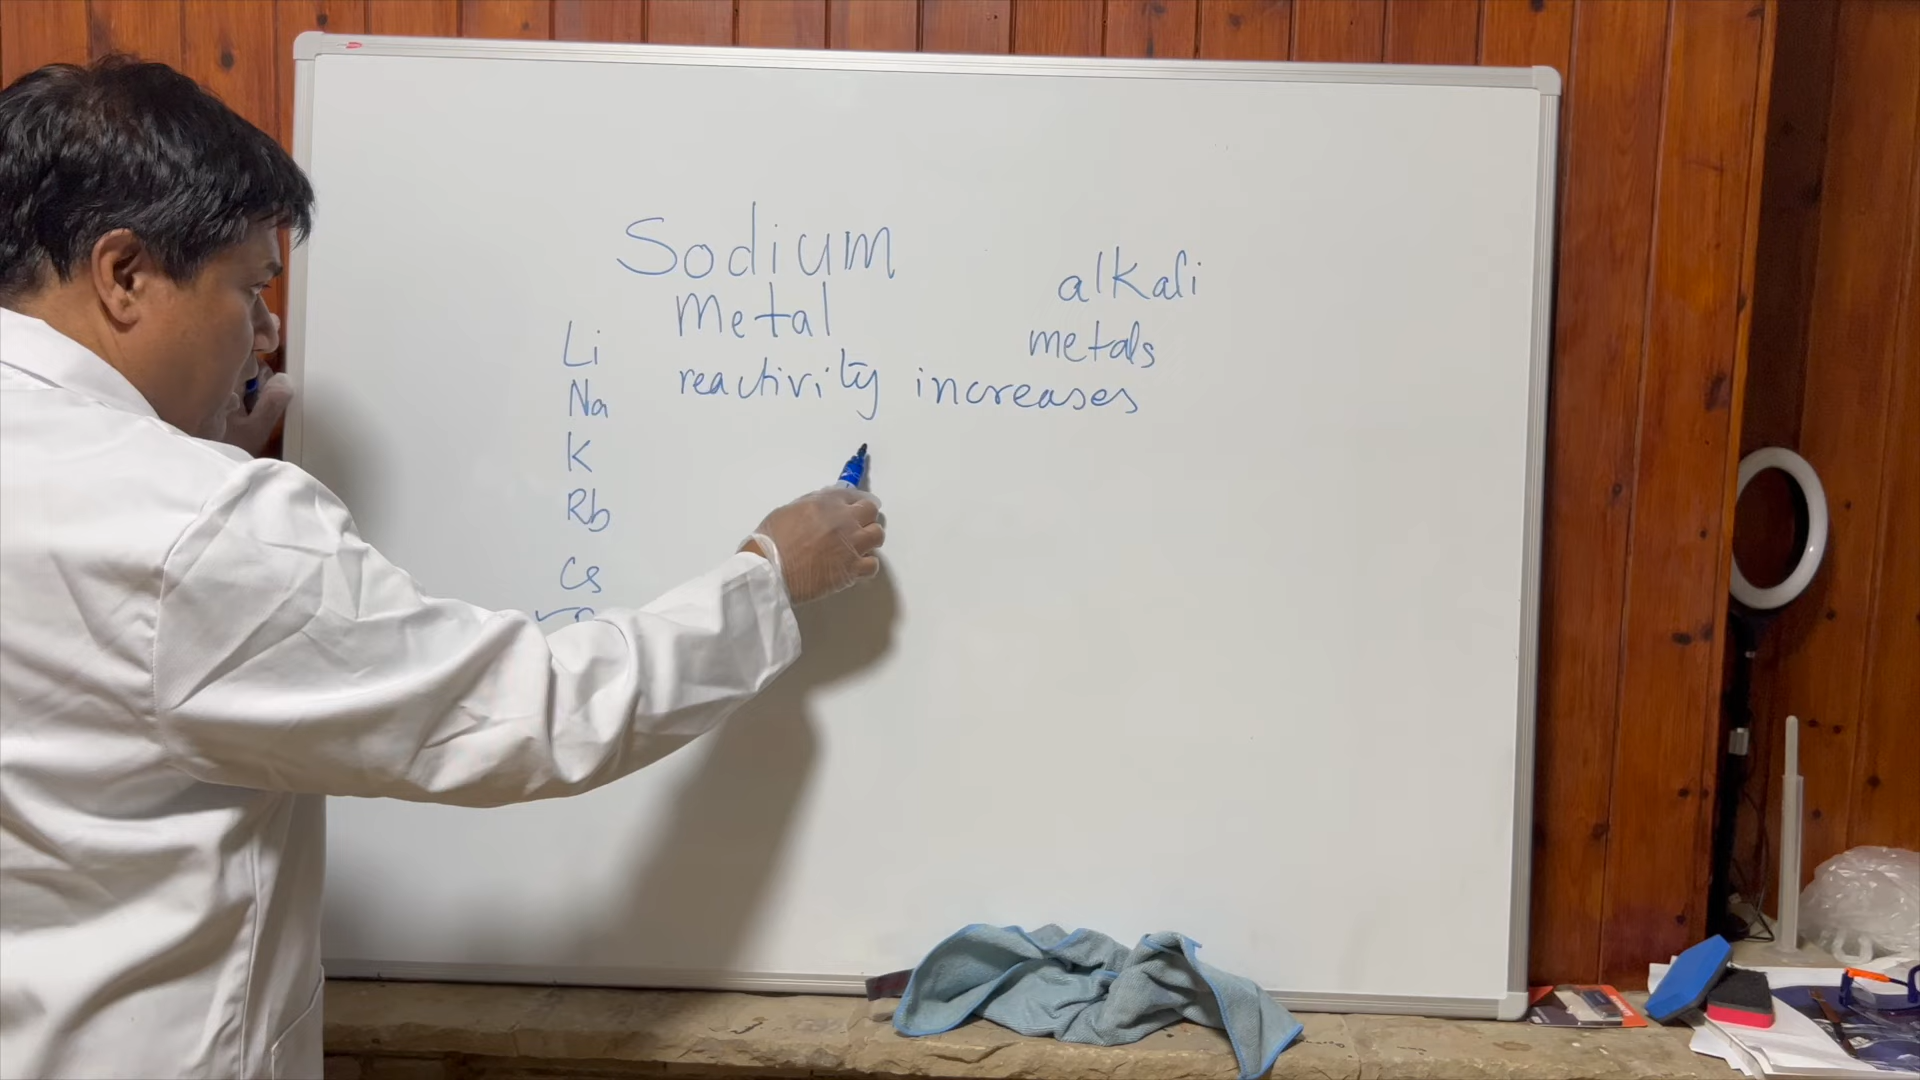 Sodium
Metal
alkali
metals
reactivity increases
Li
Na
K
Rb
Cs